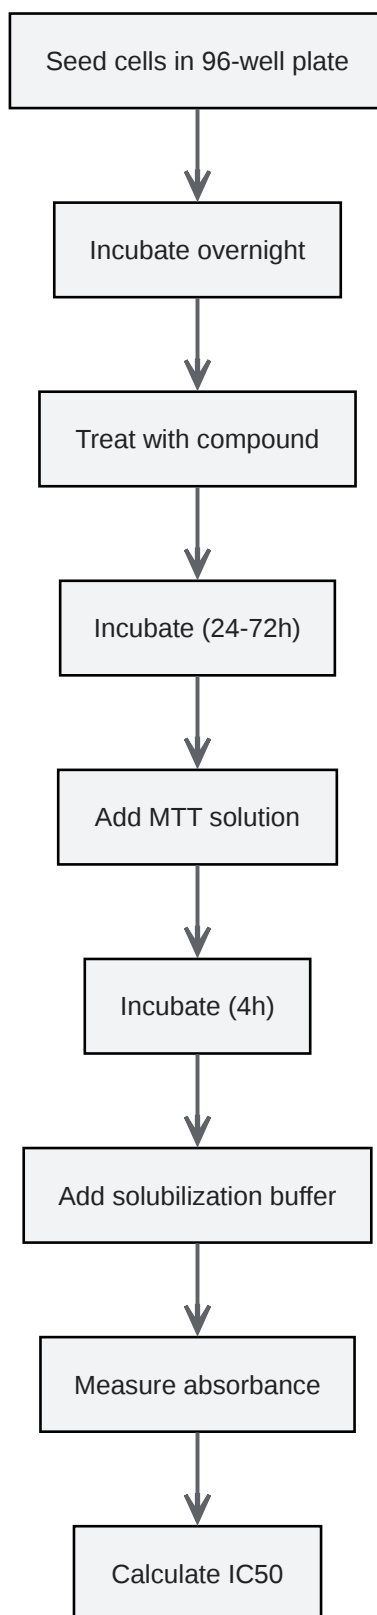 Seed cells in 96-well plate
Incubate overnight
Treat with compound
Incubate (24-72h)
Add MTT solution
Incubate (4h)
Add solubilization buffer
Measure absorbance
Calculate IC50